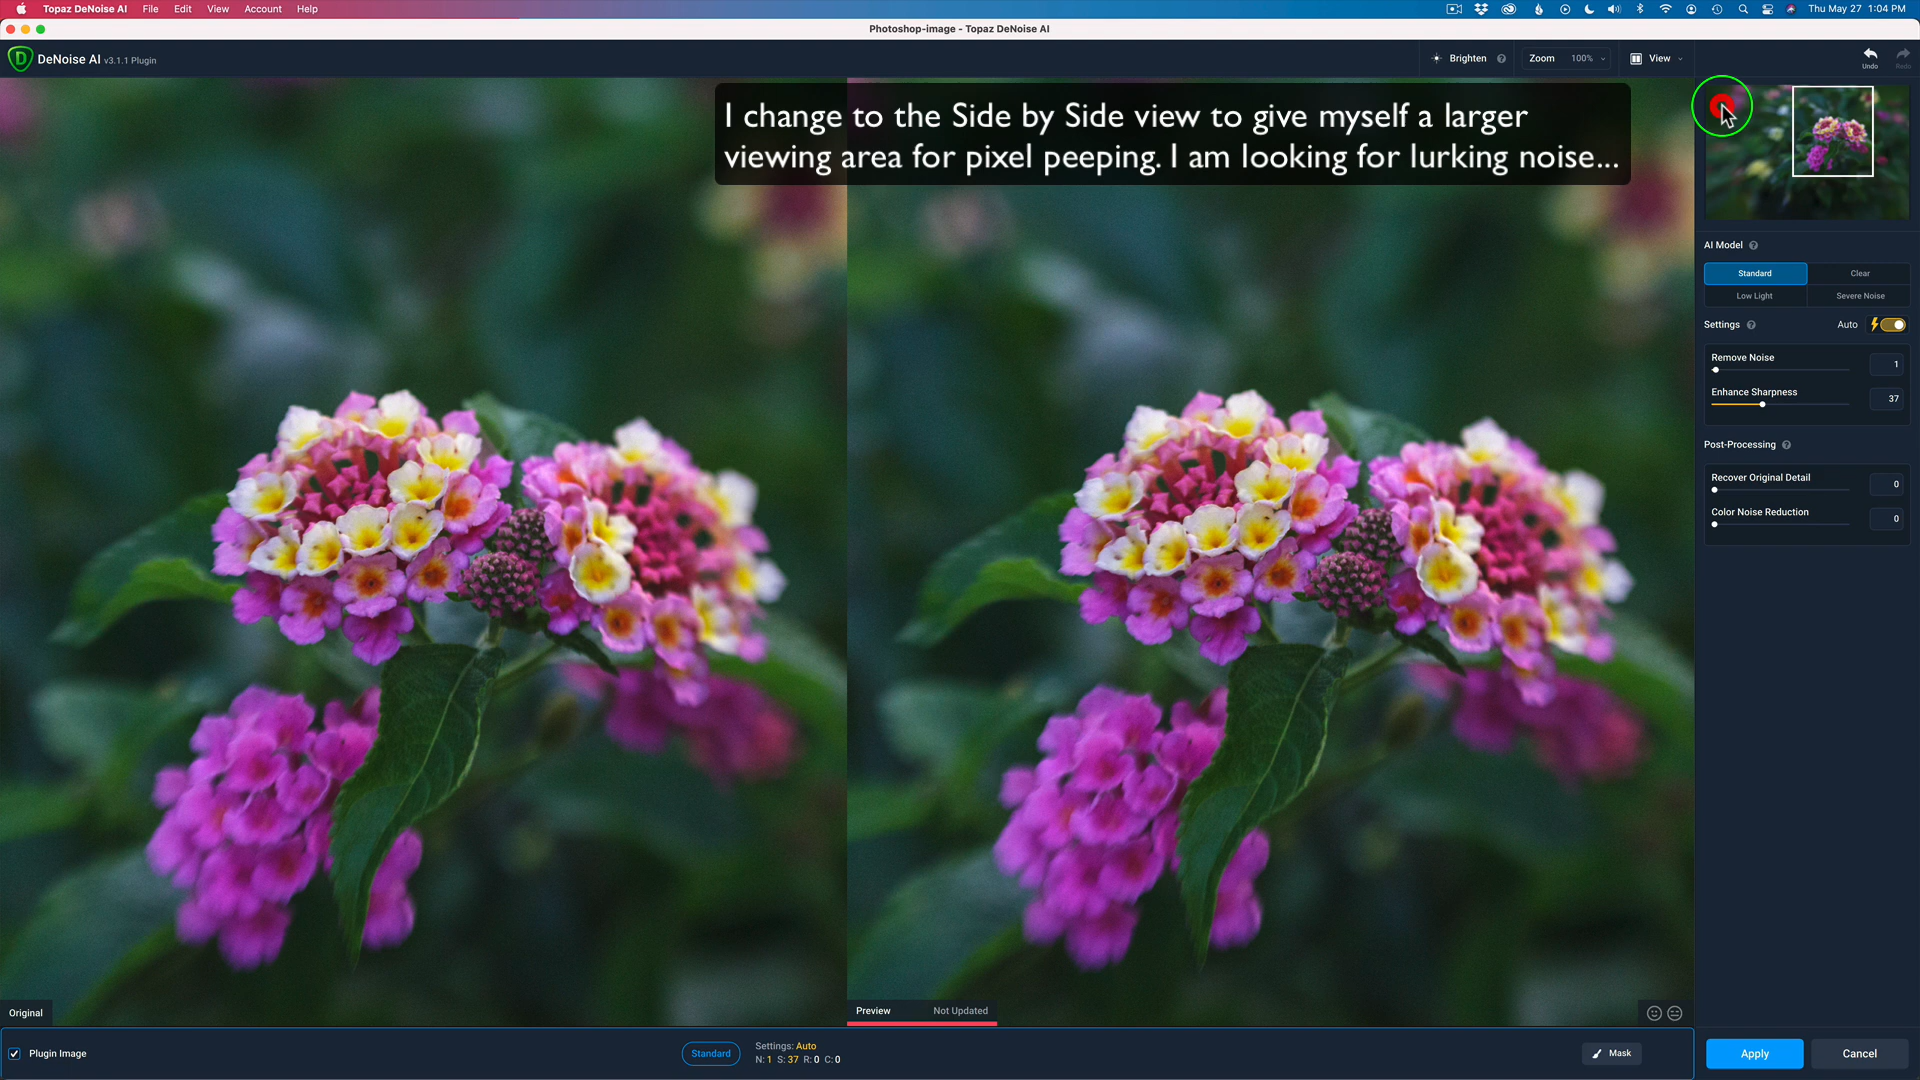 Topaz DeNoise AI File Edit View Account Help Thu May 27 1:04 PM
Photoshop-image - Topaz DeNoise AI
D DeNoise AI v3.1.1 Plugin Brighten ? Zoom 100% View
Undo Redo
I change to the Side by Side view to give myself a larger
viewing area for pixel peeping. I am looking for lurking noise...
AI Model ?
Standard Clear
Low Light Severe Noise
Settings ? Auto
Remove Noise 1
Enhance Sharpness 37
Post-Processing ?
Recover Original Detail 0
Color Noise Reduction 0
Original Preview Not Updated
Plugin Image Standard Settings: Auto Mask Apply Cancel
N: 1 S: 37 R: 0 C: 0